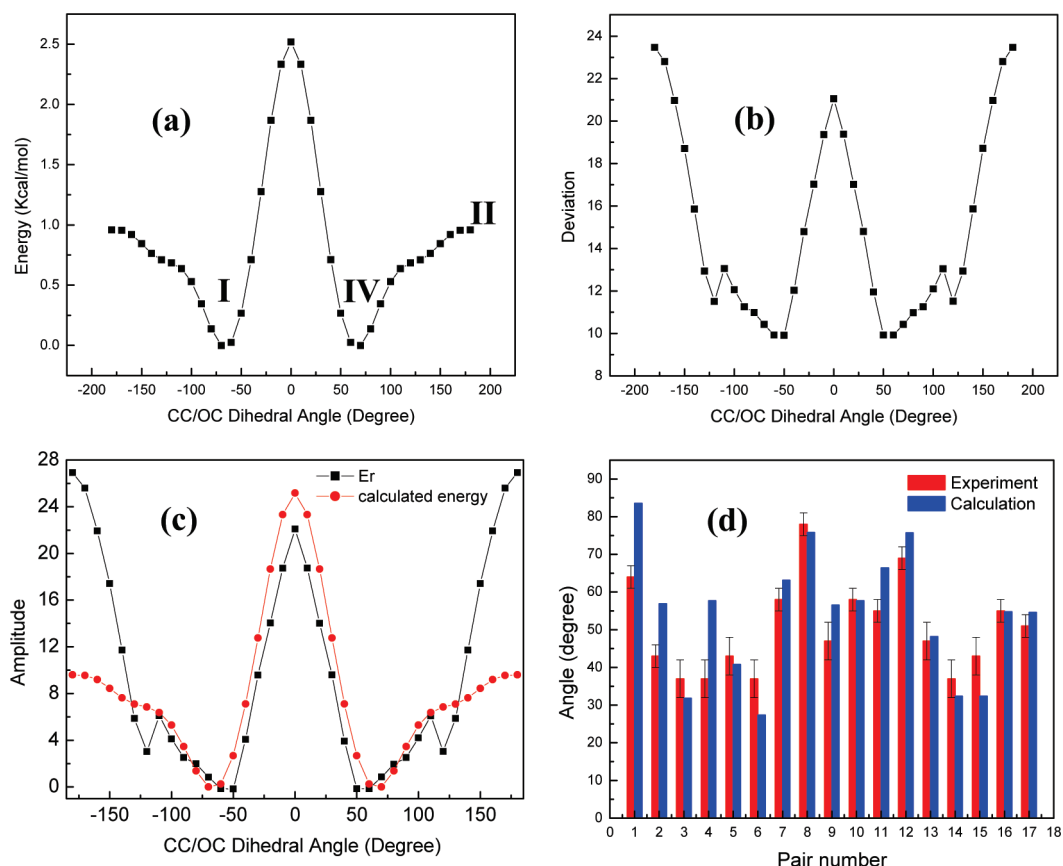 (a)
I
IV
II
Energy (Kcal/mol)
2.5
2.0
1.5
1.0
0.5
0.0
-200 -150 -100 -50 0 50 100 150 200
CC/OC Dihedral Angle (Degree)
(b)
Deviation
24
22
20
18
16
14
12
10
8
-200 -150 -100 -50 0 50 100 150 200
CC/OC Dihedral Angle (Degree)
(c)
Er
calculated energy
Amplitude
28
24
20
16
12
8
4
0
-150 -100 -50 0 50 100 150
CC/OC Dihedral Angle (Degree)
(d)
Experiment
Calculation
Angle (degree)
90
80
70
60
50
40
30
20
10
0
0 1 2 3 4 5 6 7 8 9 10 11 12 13 14 15 16 17 18
Pair number